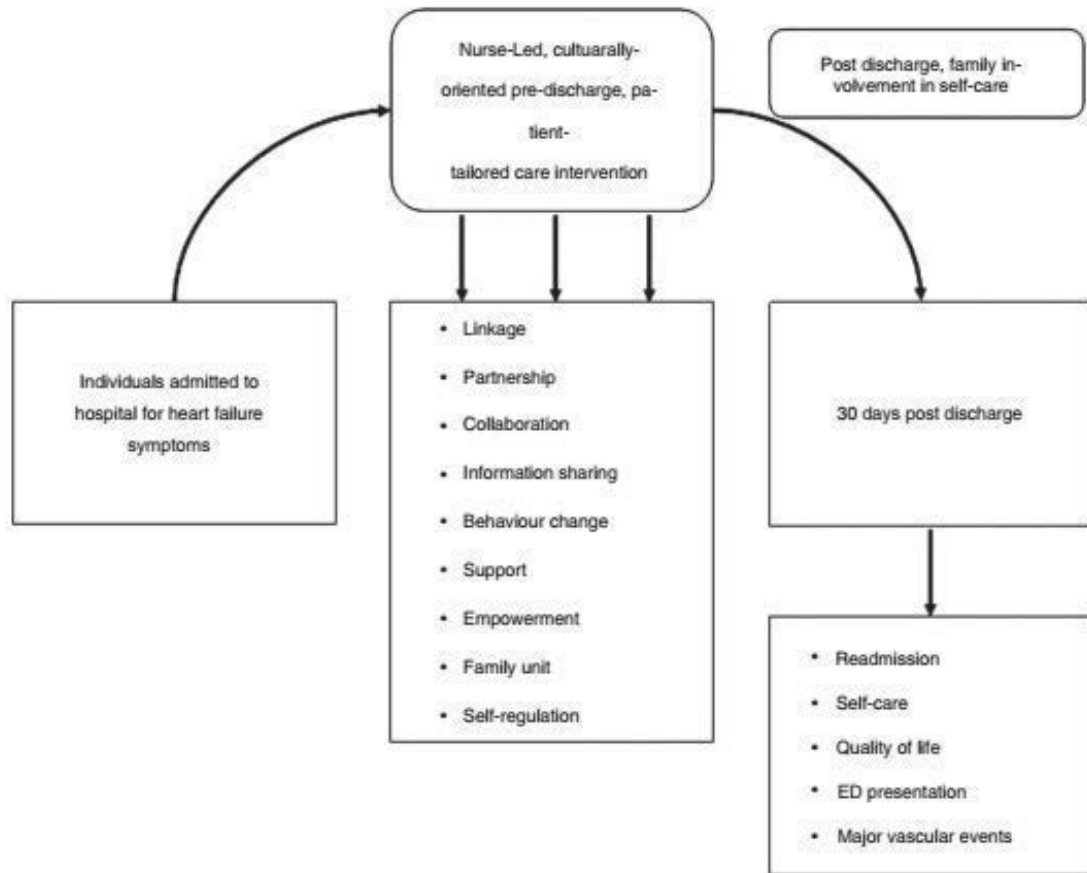 Nurse-Led, cultuarally-
oriented pre-discharge, pa-
tient-
tailored care intervention
Post discharge, family in-
volvement in self-care
Individuals admitted to
hospital for heart failure
symptoms
• Linkage
• Partnership
• Collaboration
• Information sharing
• Behaviour change
• Support
• Empowerment
• Family unit
• Self-regulation
30 days post discharge
• Readmission
• Self-care
• Quality of life
• ED presentation
• Major vascular events